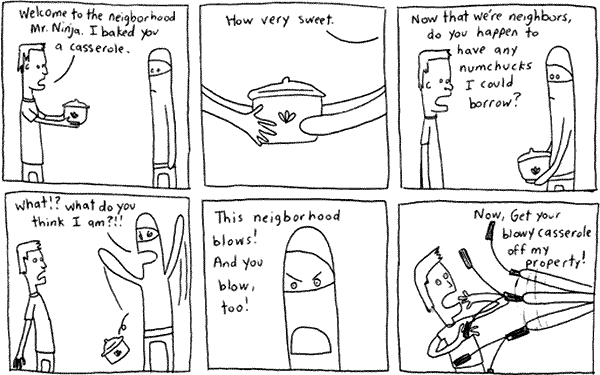 Welcome to the neigborhood
Mr. Ninja. I baked you
a casserole.
How very sweet.
Now that we're neighbors,
do you happen to
have any
numchucks
I could
borrow?
What!? what do you
think I am?!!
This neigborhood
blows!
And you
blow,
too!
Now, Get your
blowy casserole
off my
property!